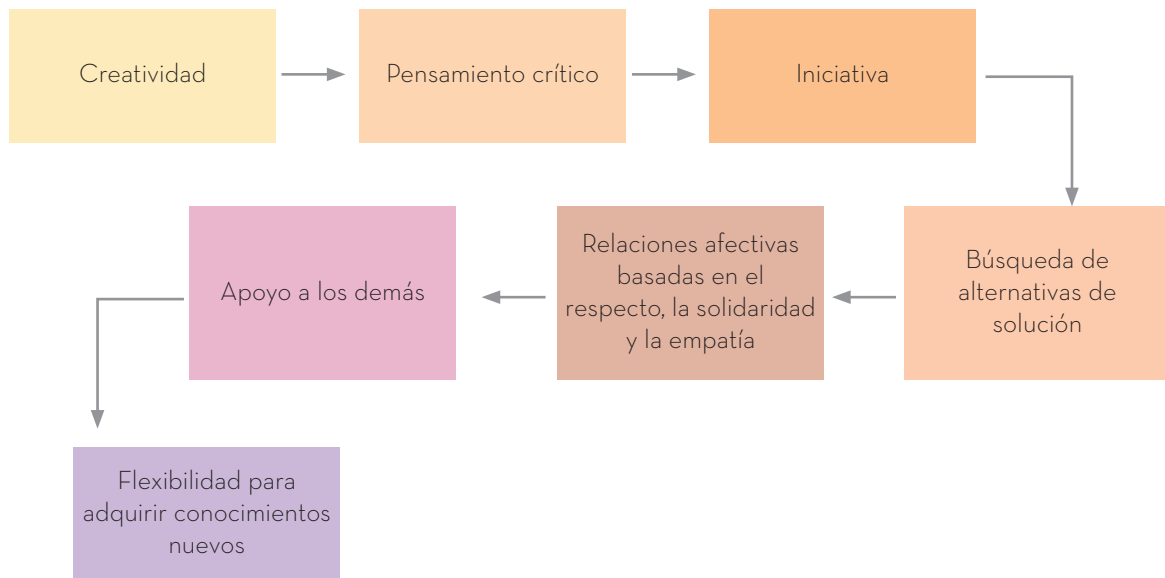 Creatividad
Pensamiento crítico
Iniciativa
Búsqueda de
alternativas de
solución
Relaciones afectivas
basadas en el
respecto, la solidaridad
y la empatía
Apoyo a los demás
Flexibilidad para
adquirir conocimientos
nuevos